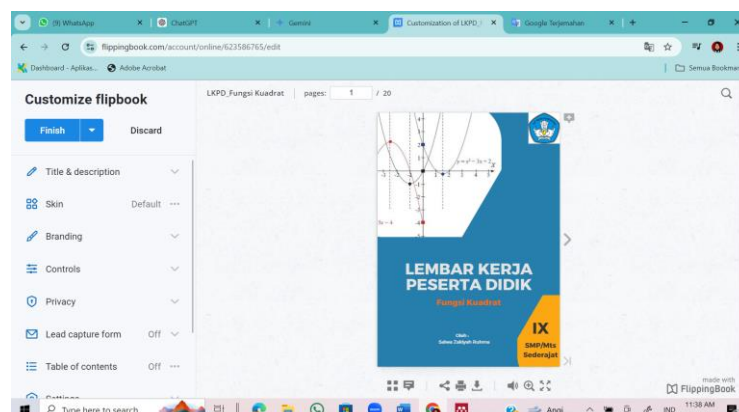 (9) WhatsApp
ChatGPT
Gemini
Customization of LKPD_
Google Terjemahan
flippingbook.com/account/online/623586765/edit
Dashboard - Aplikas...
Adobe Acrobat
Semua Bookmar
Customize flipbook
LKPD_Fungsi Kuadrat
pages: 1 / 20
Finish
Discard
Title & description
Skin
Default
Branding
Controls
Privacy
Lead capture form
Off
Table of contents
Off
LEMBAR KERJA
PESERTA DIDIK
Fungsi Kuadrat
Oleh :
IX
SMP/Mts
Sederajat
made with
FlippingBook
Type here to search
IND
11:38 AM